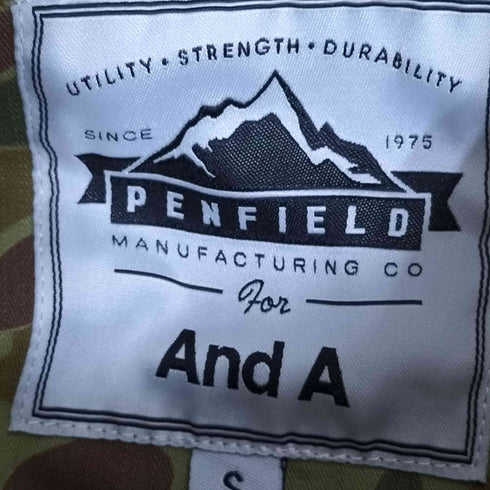 UTILITY • STRENGTH • DURABILITY
SINCE 1975
PENFIELD
MANUFACTURING CO
For
And A
S